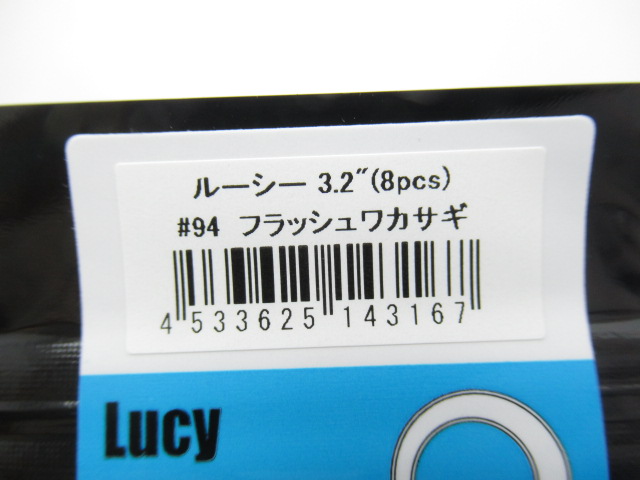 ルーシー 3.2"(8pcs)
#94 フラッシュワカサギ
4 533625 143167
Lucy